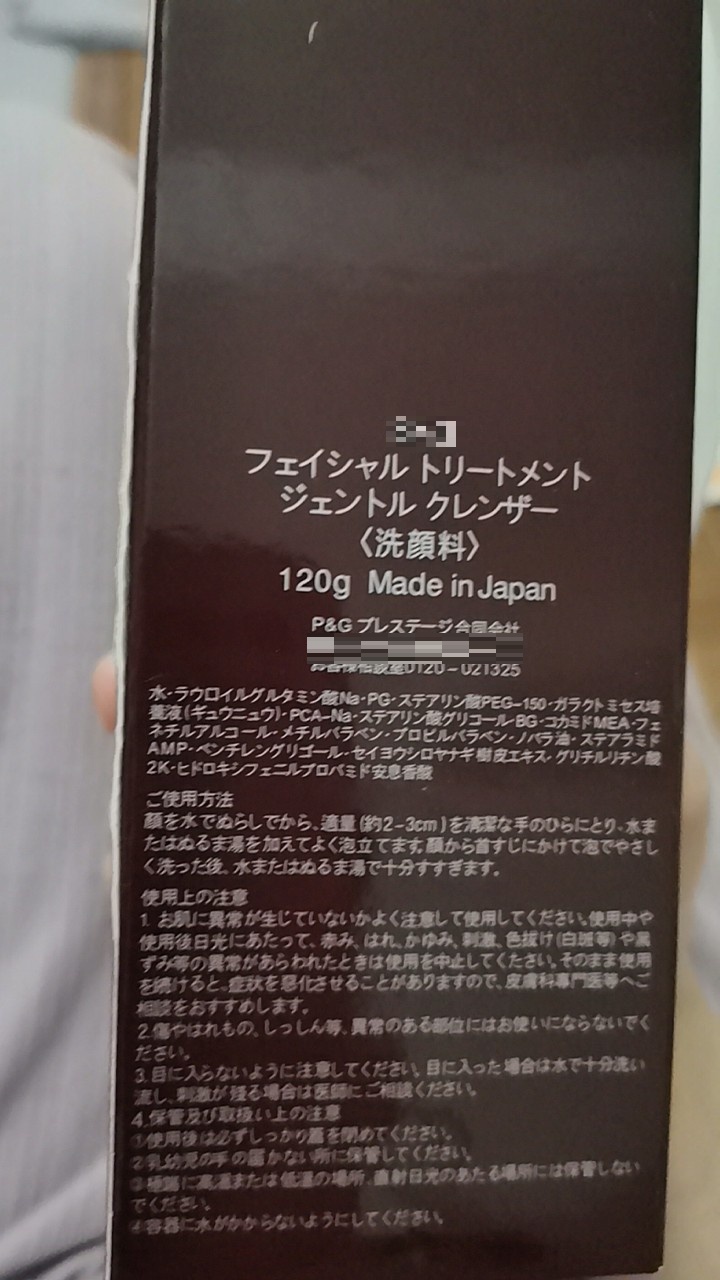 フェイシャル トリートメント
ジェントル クレンザー
〈洗顔料〉
120g Made in Japan
P&G プレステージ合同会社
お客様相談室0120-021325
水・ラウロイルグルタミン酸Na・PG・ステアリン酸PEG-150・ガラクトミセス培
養液(ギュウニュウ)・PCA-Na・ステアリン酸グリコール・BG・コカミドMEA・フェ
ネチルアルコール・メチルパラベン・プロピルパラベン・ノバラ油・ステアラミド
AMP・ペンチレングリゴール・セイヨウシロヤナギ樹皮エキス・グリチルリチン酸
2K・ヒドロキシフェニルプロパミド安息香酸
ご使用方法
顔を水でぬらしてから、適量(約2-3cm)を清潔な手のひらにとり、水ま
たはぬるま湯を加えてよく泡立てます。顔から首すじにかけて泡でやさし
く洗った後、水またはぬるま湯で十分すすぎます。
使用上の注意
1. お肌に異常が生じていないかよく注意して使用してください。使用中や
使用後日光にあたって、赤み、はれ、かゆみ、刺激、色抜け(白斑等)や黒
ずみ等の異常があらわれたときは使用を中止してください。そのまま使用
を続けると、症状を悪化させることがありますので、皮膚科専門医等へご
相談をおすすめします。
2.傷やはれもの、しっしん等、異常のある部位にはお使いにならないでく
ださい。
3.目に入らないように注意してください。目に入った場合は水で十分洗い
流し、刺激が残る場合は医師にご相談ください。
4.保管及び取扱い上の注意
①使用後は必ずしっかり蓋を閉めてください。
②乳幼児の手の届かない所に保管してください。
③極端に高温または低温の場所、直射日光のあたる場所には保管しない
でください。
④容器に水がかからないようにしてください。